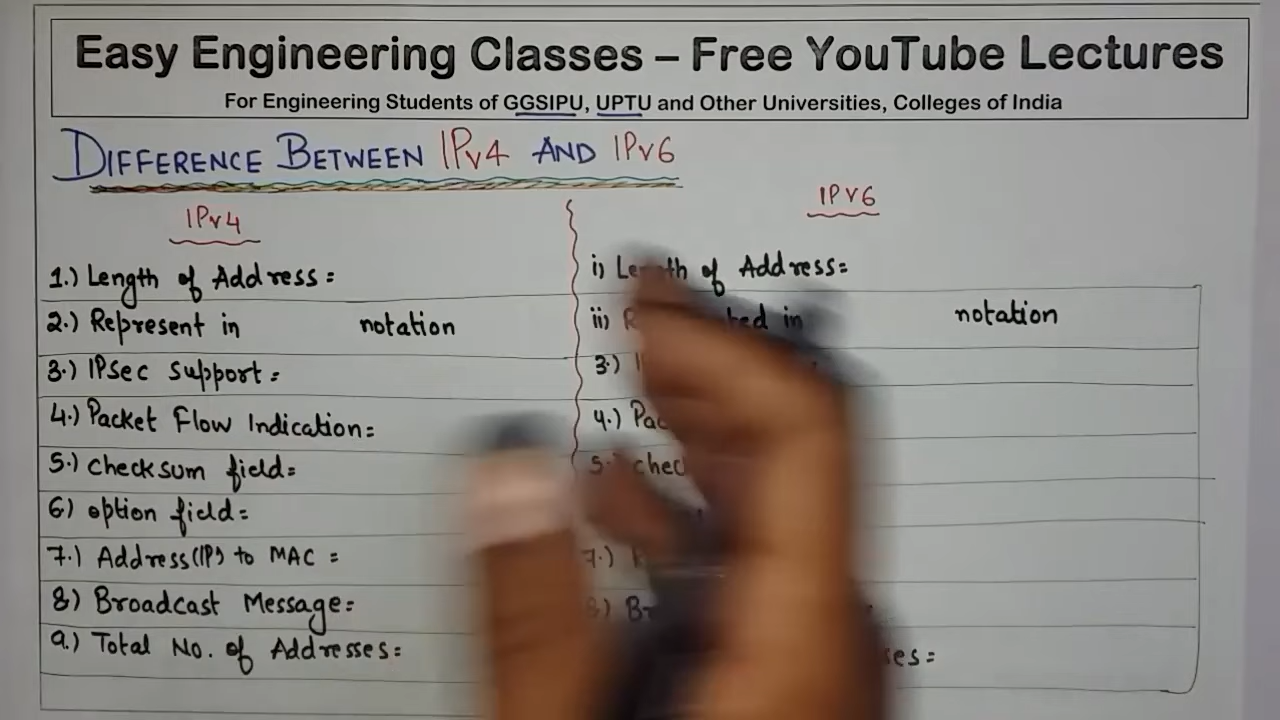 Easy Engineering Classes – Free YouTube Lectures
For Engineering Students of GGSIPU, UPTU and Other Universities, Colleges of India
DIFFERENCE BETWEEN IPv4 AND IPv6
IPv4
1.) Length of Address:
2.) Represent in notation
3.) IPSec support:
4.) Packet Flow Indication:
5.) Checksum field:
6) option field:
7.) Address(IP) to MAC =
8) Broadcast Message:
9.) Total No. of Addresses:
IPV6
i) Length of Address:
ii) in notation
3.)
4.)
5.)
7.)
8)